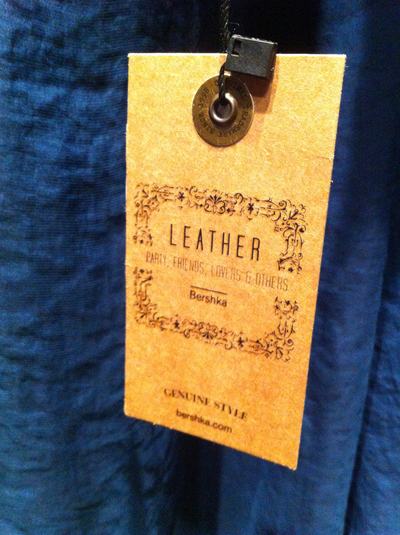 LEATHER
PARTY, FRIENDS, LOVERS & OTHERS
Bershka
GENUINE STYLE
bershka.com